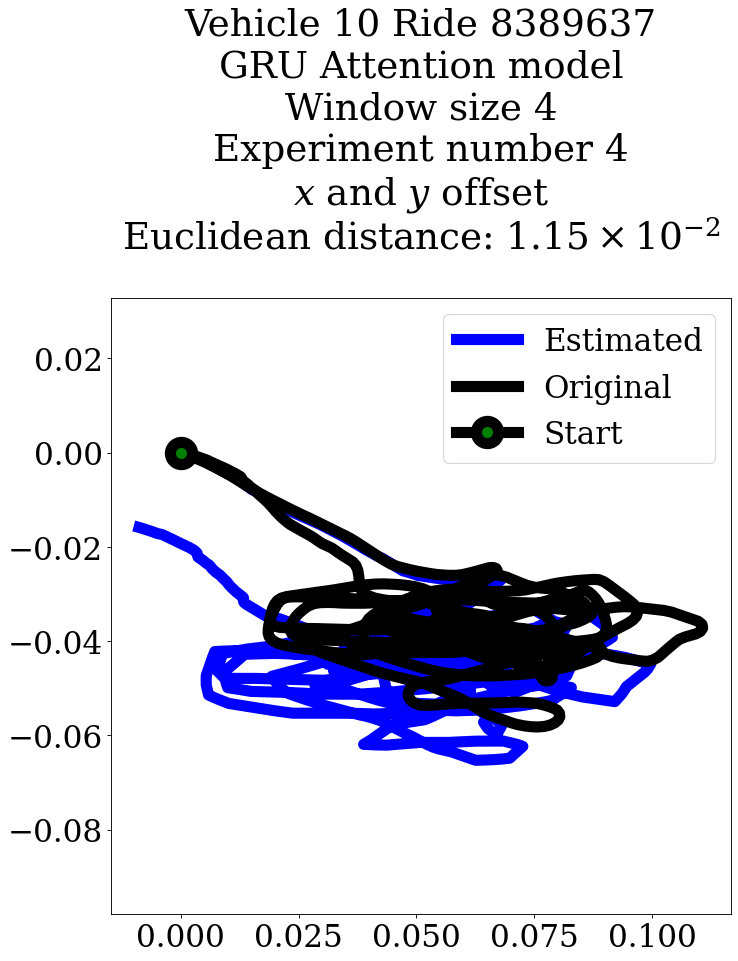 Vehicle 10 Ride 8389637
GRU Attention model
Window size 4
Experiment number 4
x and y offset
Euclidean distance: 1.15 × 10⁻²
Estimated
Original
Start
0.02
0.00
−0.02
−0.04
−0.06
−0.08
0.000 0.025 0.050 0.075 0.100